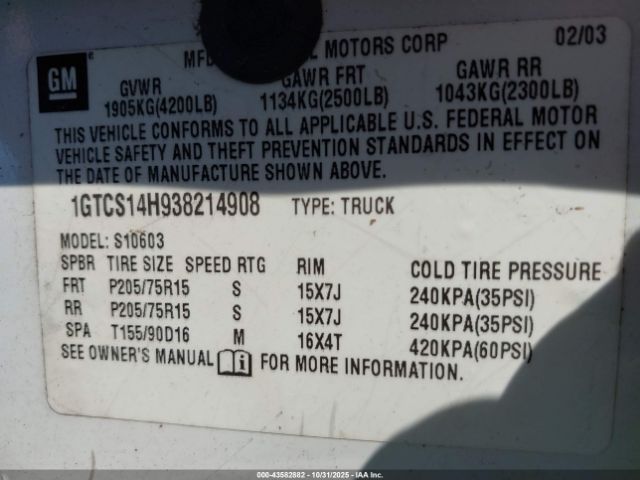 GM
MFD MOTORS CORP 02/03
GVWR GAWR FRT GAWR RR
1905KG(4200LB) 1134KG(2500LB) 1043KG(2300LB)
THIS VEHICLE CONFORMS TO ALL APPLICABLE U.S. FEDERAL MOTOR
VEHICLE SAFETY AND THEFT PREVENTION STANDARDS IN EFFECT ON
THE DATE OF MANUFACTURE SHOWN ABOVE.
1GTCS14H938214908 TYPE: TRUCK
MODEL: S10603
SPBR TIRE SIZE SPEED RTG RIM COLD TIRE PRESSURE
FRT P205/75R15 S 15X7J 240KPA(35PSI)
RR P205/75R15 S 15X7J 240KPA(35PSI)
SPA T155/90D16 M 16X4T 420KPA(60PSI)
SEE OWNER'S MANUAL i FOR MORE INFORMATION.
000-43582882 - 10/31/2025 - © IAA Holdings, LLC